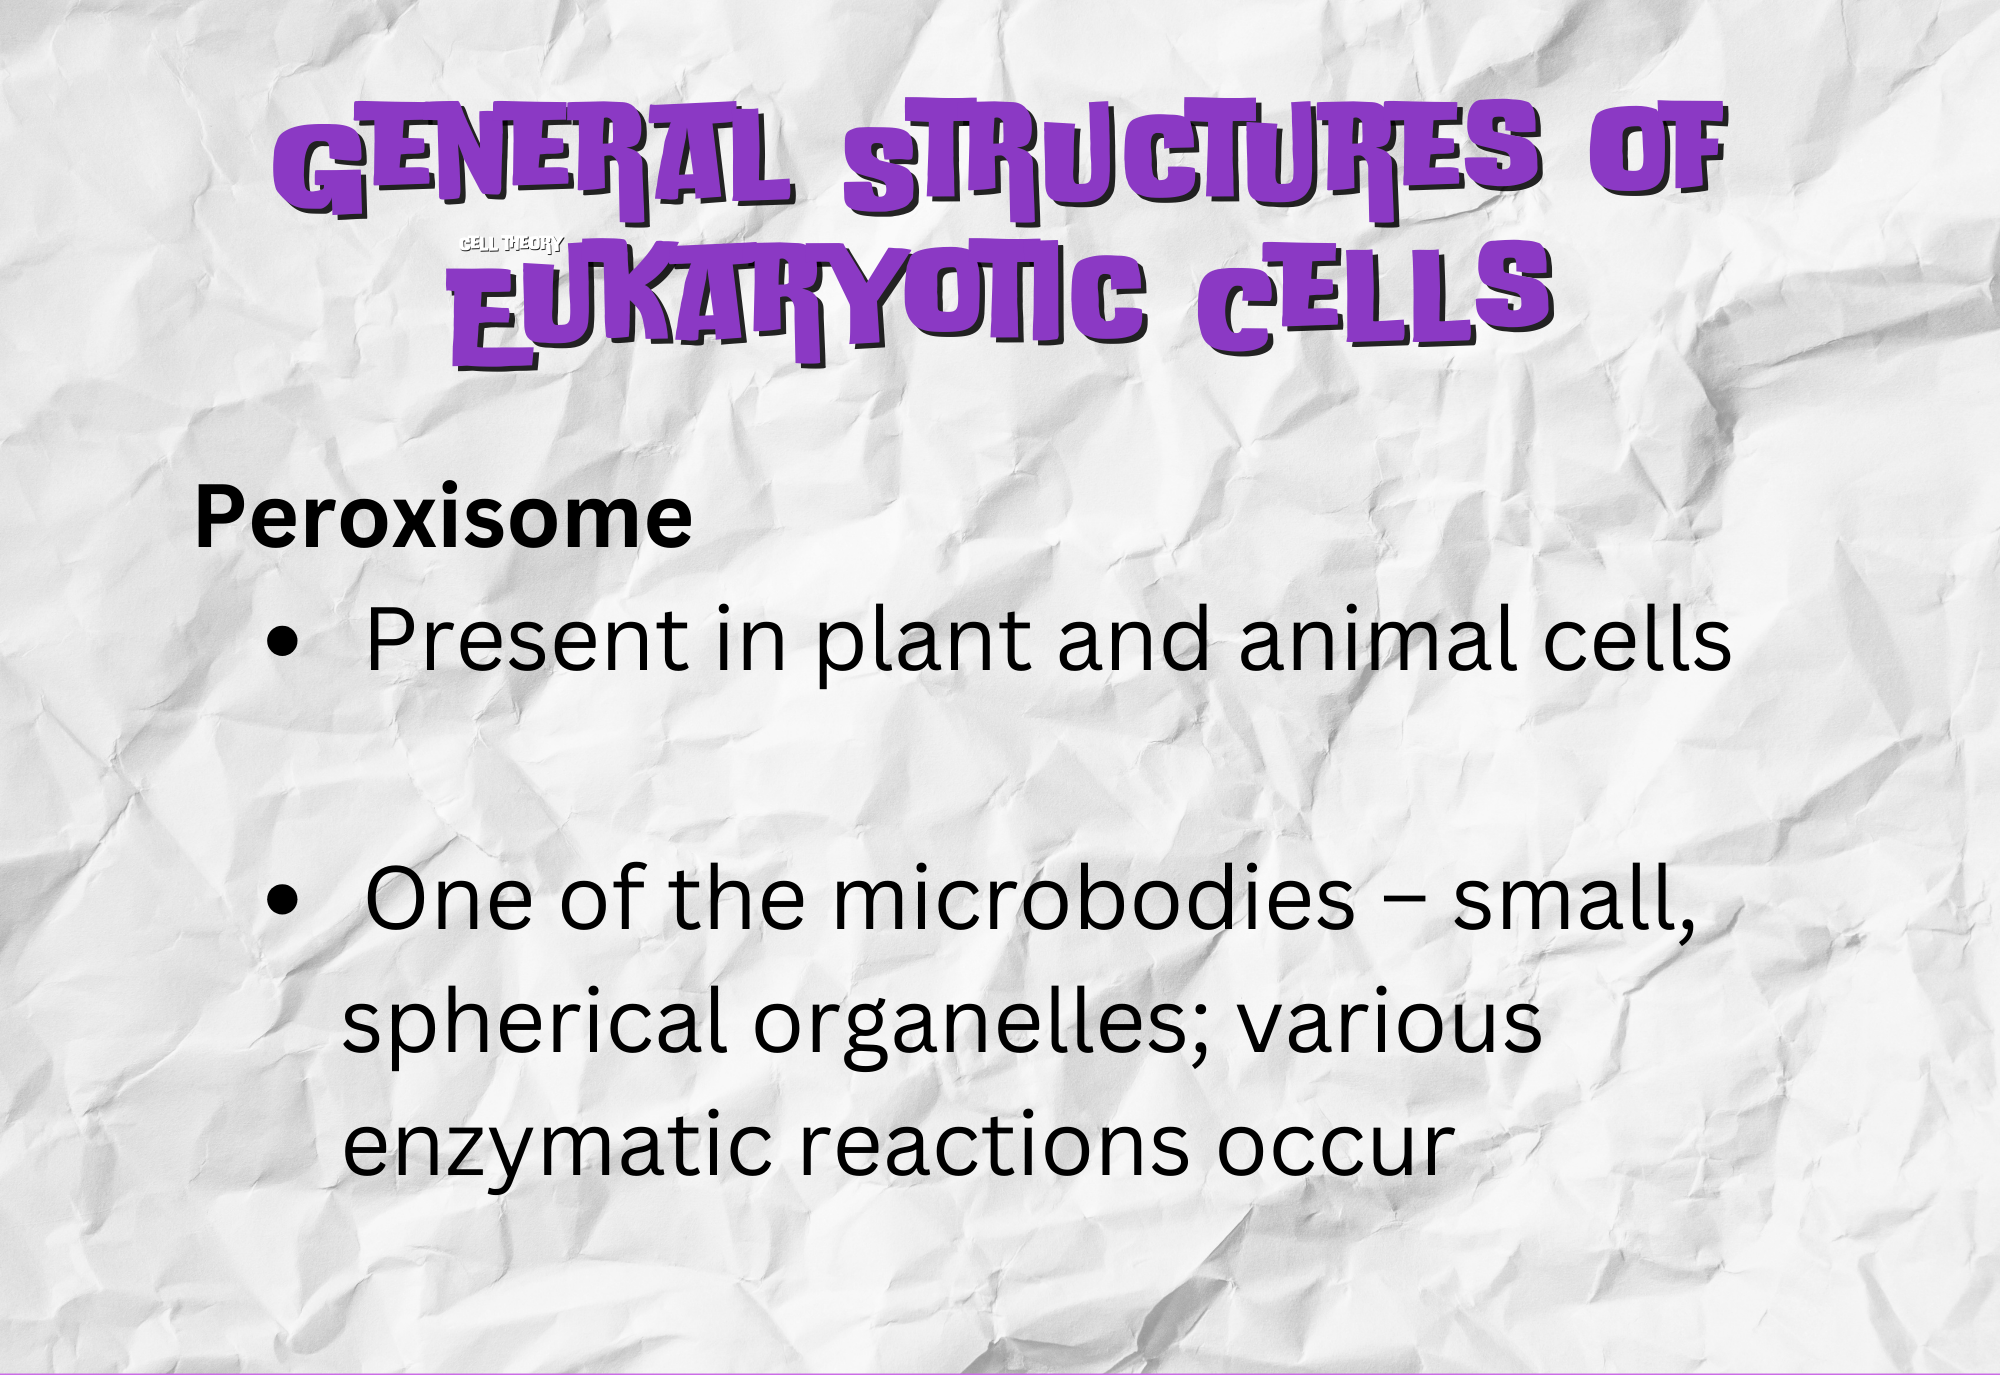 GENERAL STRUCTURES OF
CELL THEORY
EUKARYOTIC CELLS
Peroxisome
• Present in plant and animal cells
• One of the microbodies – small,
spherical organelles; various
enzymatic reactions occur